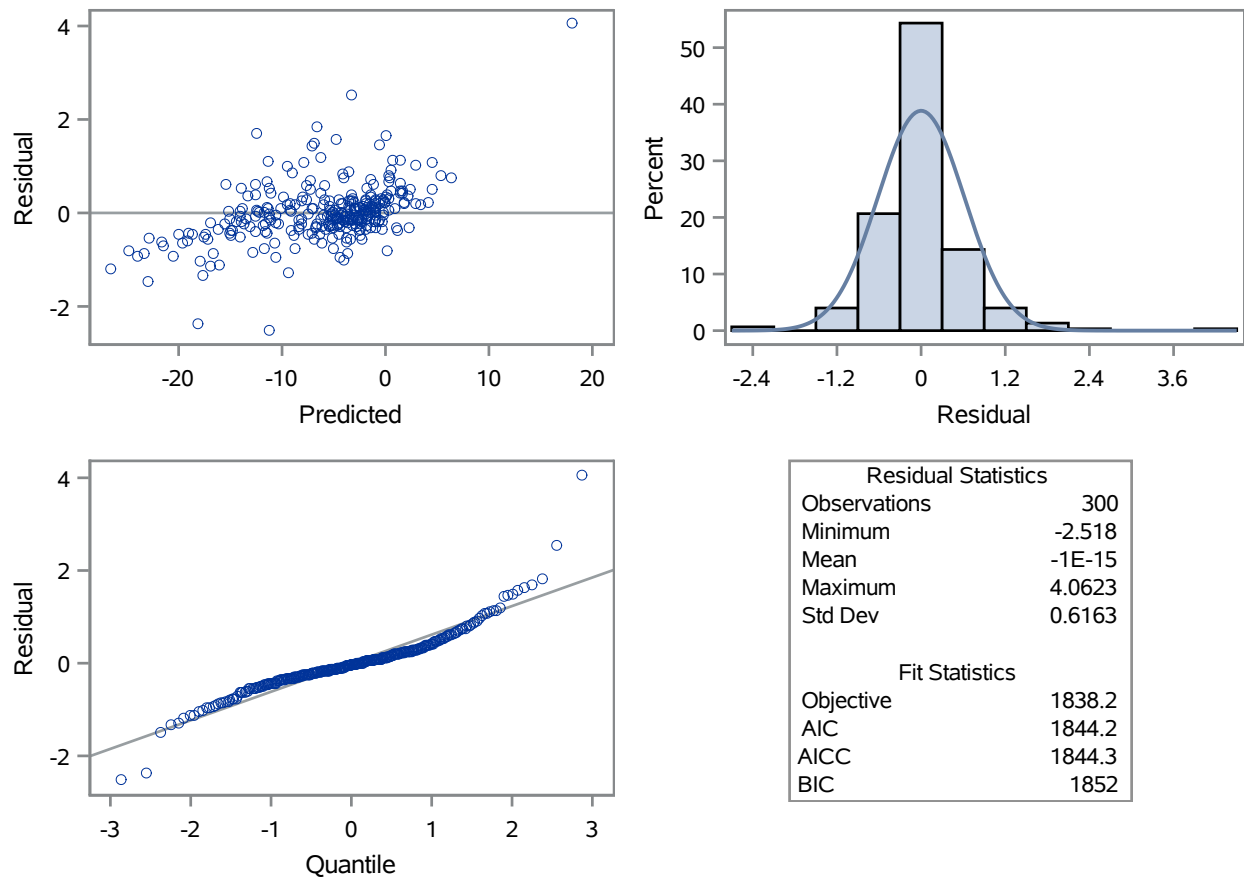 4
2
0
-2
Residual
-20
-10
0
10
20
Predicted
50
40
30
20
10
0
Percent
-2.4
-1.2
0
1.2
2.4
3.6
Residual
4
2
0
-2
Residual
-3
-2
-1
0
1
2
3
Quantile
Residual Statistics
Observations 300
Minimum -2.518
Mean -1E-15
Maximum 4.0623
Std Dev 0.6163
Fit Statistics
Objective 1838.2
AIC 1844.2
AICC 1844.3
BIC 1852